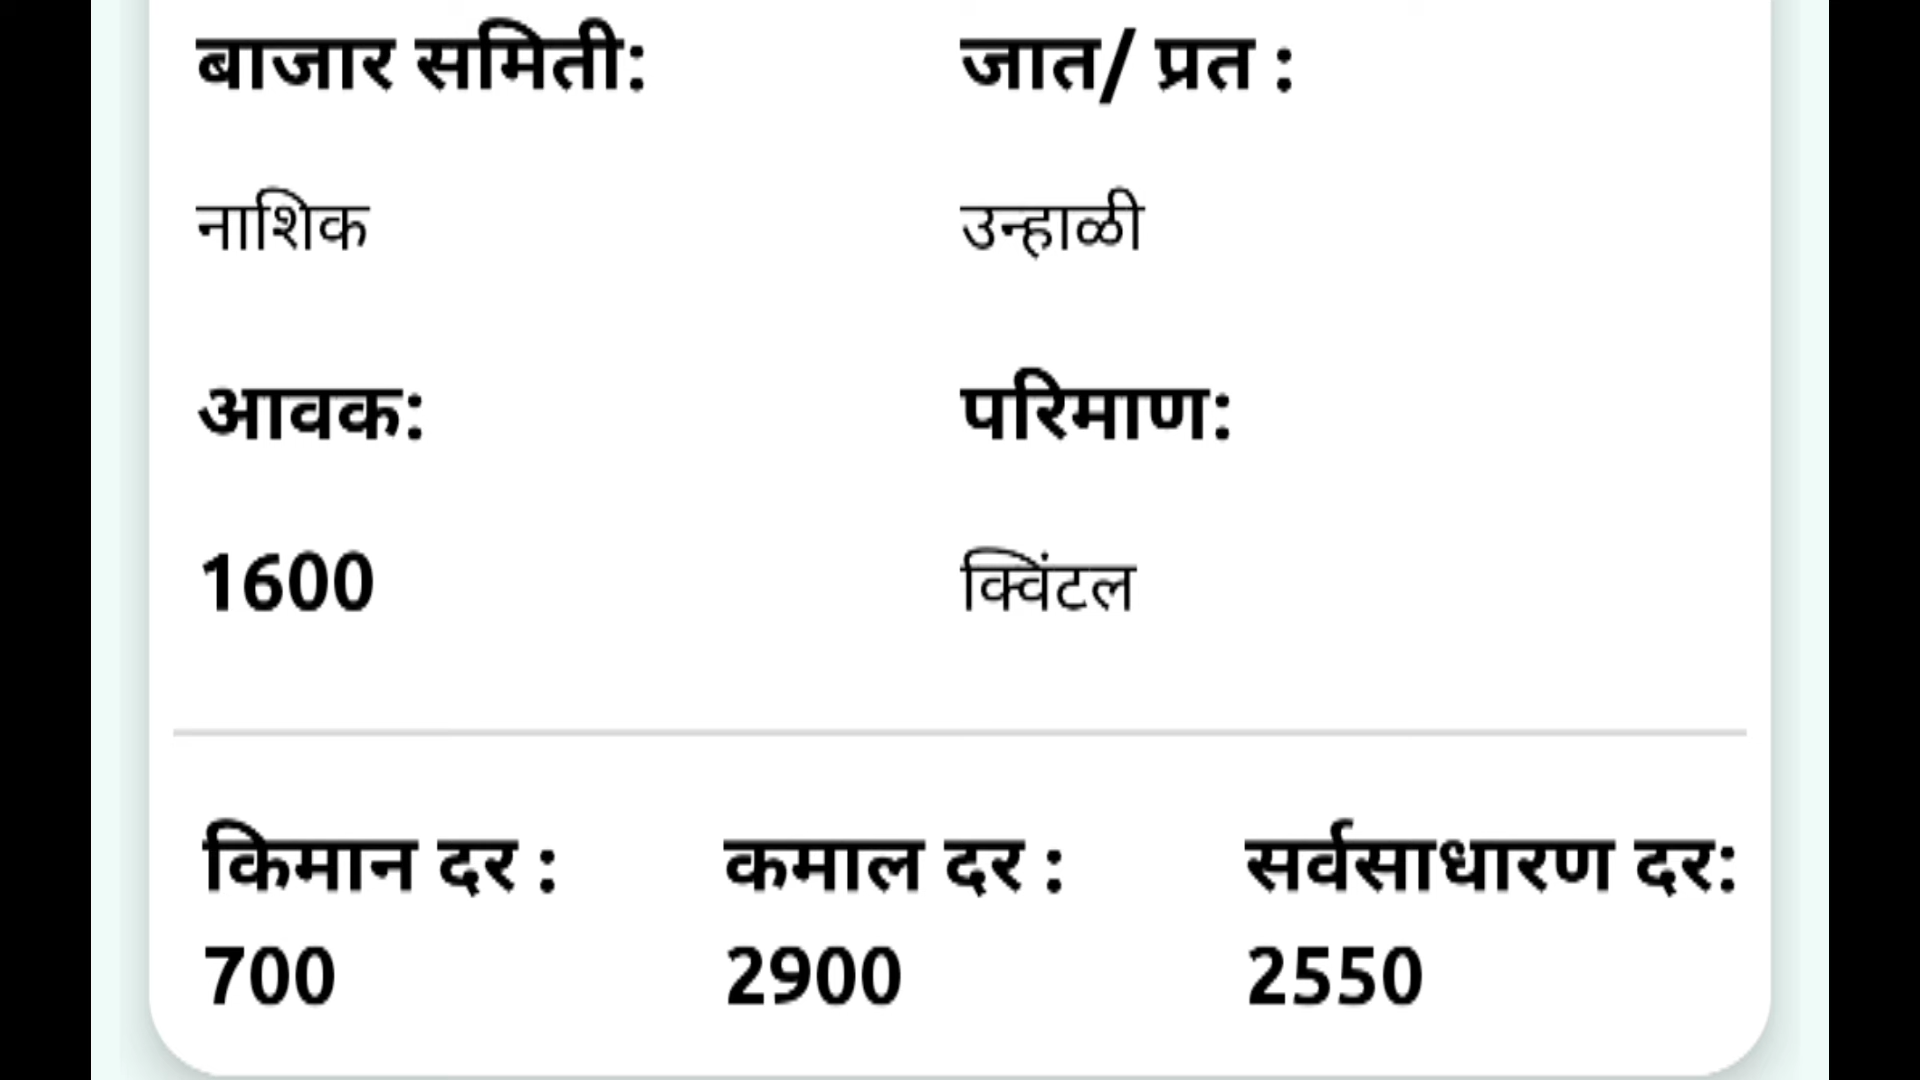 बाजार समिती: जात/ प्रत :
नाशिक उन्हाळी
आवक: परिमाण:
1600 क्विंटल
किमान दर : कमाल दर : सर्वसाधारण दर:
700 2900 2550